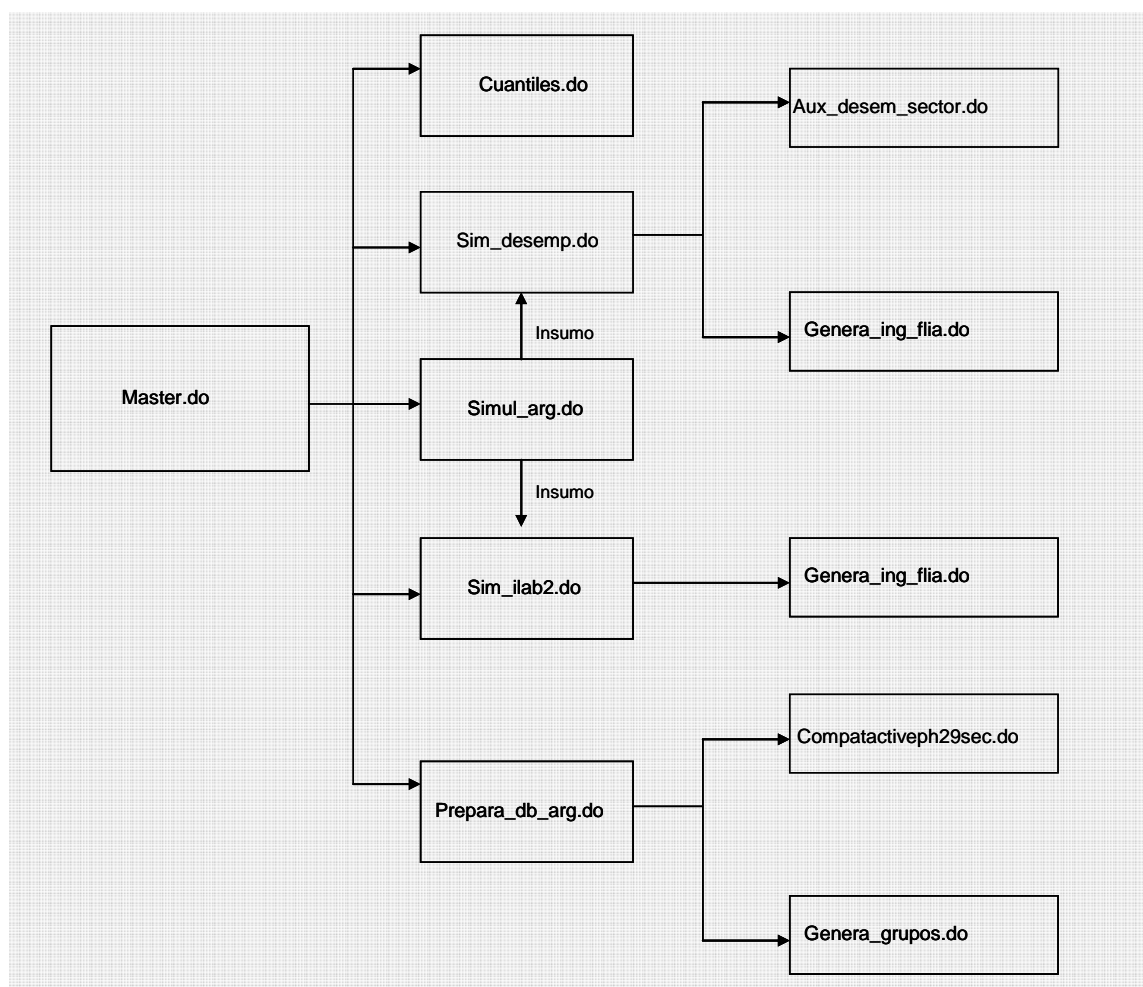 Cuantiles.do
Aux_desem_sector.do
Sim_desemp.do
Genera_ing_flia.do
Insumo
Master.do
Simul_arg.do
Insumo
Sim_ilab2.do
Genera_ing_flia.do
Compatactiveph29sec.do
Prepara_db_arg.do
Genera_grupos.do